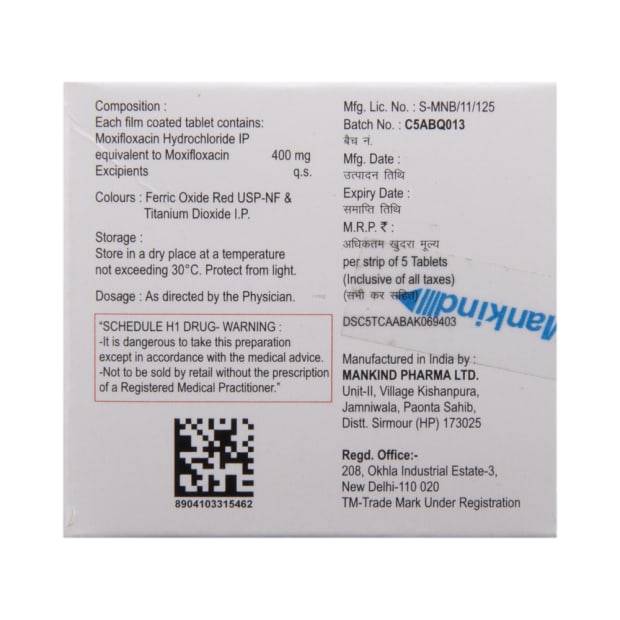 Composition :
Each film coated tablet contains:
Moxifloxacin Hydrochloride IP
equivalent to Moxifloxacin 400 mg
Excipients q.s.
Colours : Ferric Oxide Red USP-NF &
Titanium Dioxide I.P.
Storage :
Store in a dry place at a temperature
not exceeding 30°C. Protect from light.
Dosage : As directed by the Physician.
"SCHEDULE H1 DRUG- WARNING :
-It is dangerous to take this preparation
except in accordance with the medical advice.
-Not to be sold by retail without the prescription
of a Registered Medical Practitioner."
8904103315462
Mfg. Lic. No. : S-MNB/11/125
Batch No. : C5ABQ013
बैच नं.
Mfg. Date :
उत्पादन तिथि
Expiry Date :
समाप्ति तिथि
M.R.P. ₹ :
अधिकतम खुदरा मूल्य
per strip of 5 Tablets
(Inclusive of all taxes)
(सभी कर सहित)
Mankind
DSC5TCAABAK069403
Manufactured in India by :
MANKIND PHARMA LTD.
Unit-II, Village Kishanpura,
Jamniwala, Paonta Sahib,
Distt. Sirmour (HP) 173025
Regd. Office:-
208, Okhla Industrial Estate-3,
New Delhi-110 020
TM-Trade Mark Under Registration